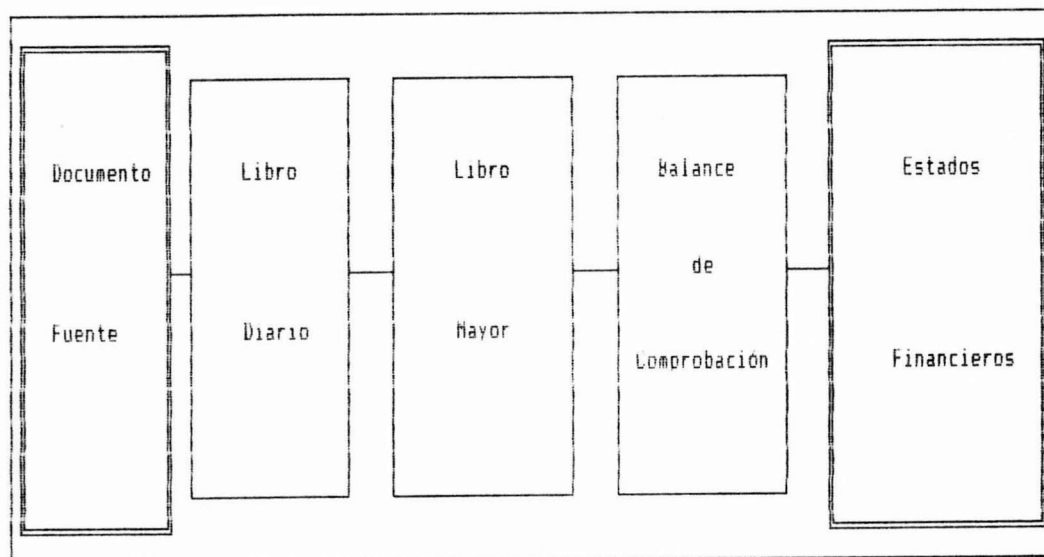 Documento
Fuente
Libro
Diario
Libro
Mayor
Balance
de
Comprobación
Estados
Financieros